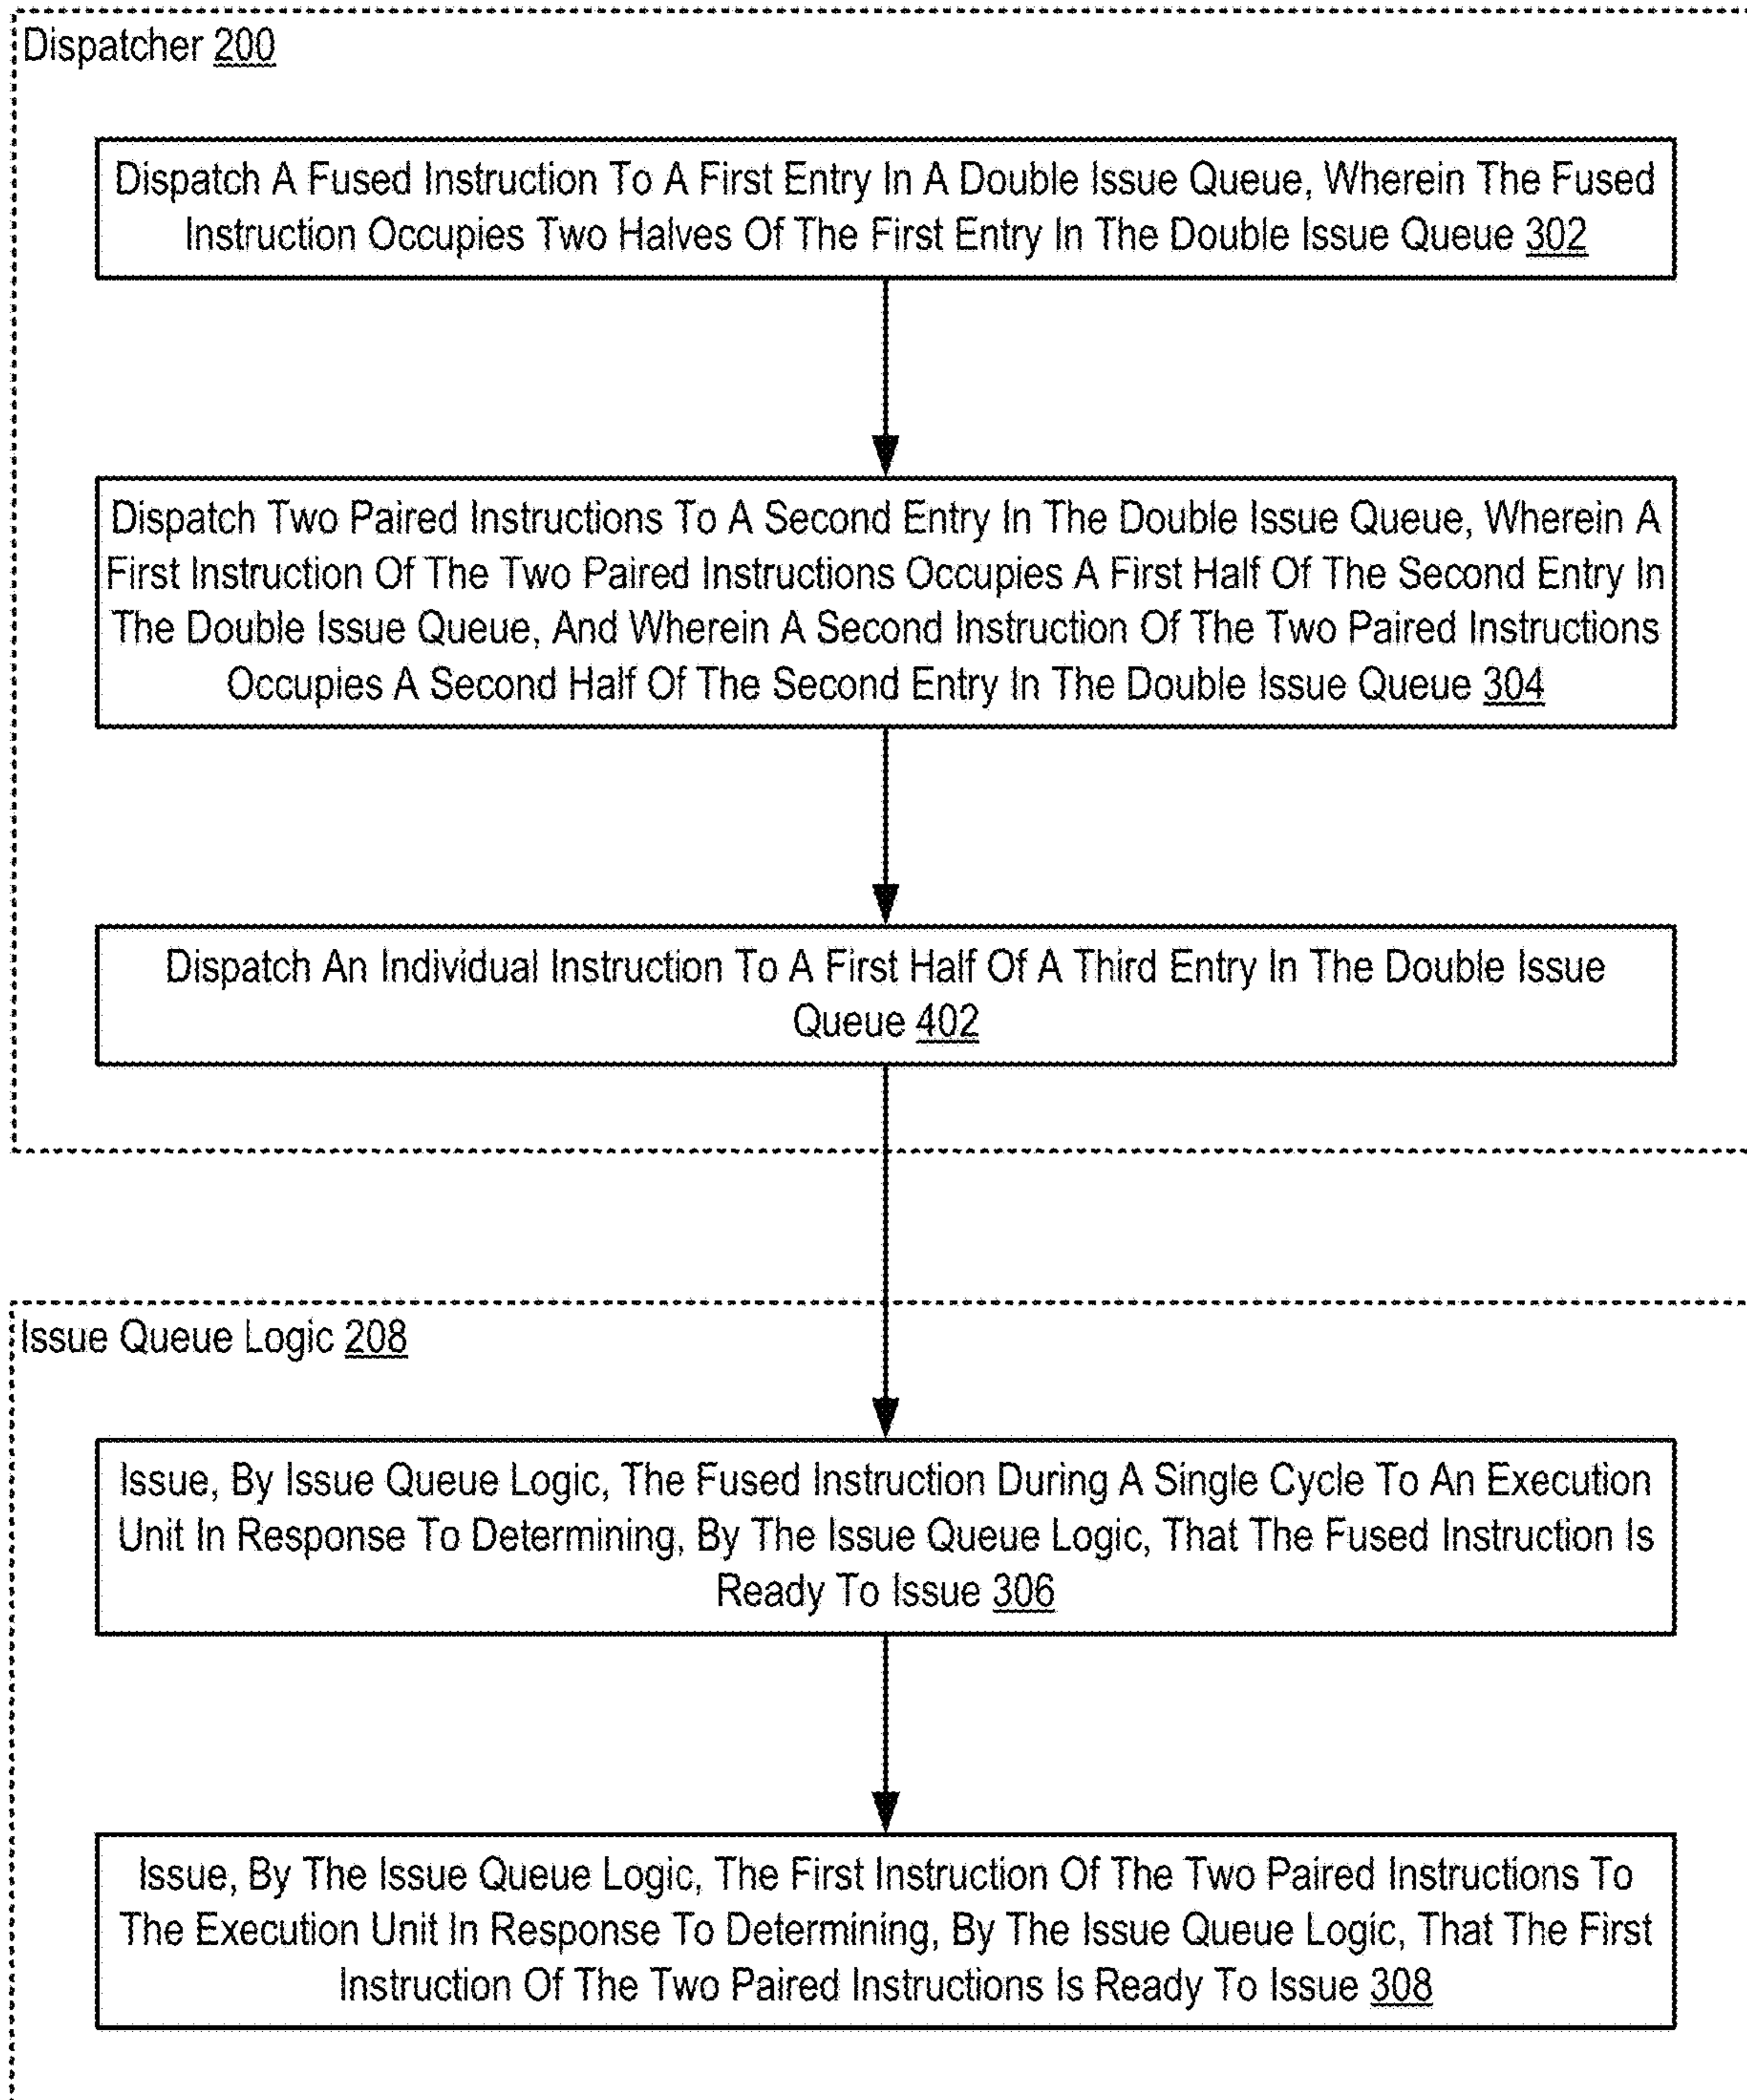 Dispatcher 200
Dispatch A Fused Instruction To A First Entry In A Double Issue Queue, Wherein The Fused
Instruction Occupies Two Halves Of The First Entry In The Double Issue Queue 302
Dispatch Two Paired Instructions To A Second Entry In The Double Issue Queue, Wherein A
First Instruction Of The Two Paired Instructions Occupies A First Half Of The Second Entry In
The Double Issue Queue, And Wherein A Second Instruction Of The Two Paired Instructions
Occupies A Second Half Of The Second Entry In The Double Issue Queue 304
Dispatch An Individual Instruction To A First Half Of A Third Entry In The Double Issue
Queue 402
Issue Queue Logic 208
Issue, By Issue Queue Logic, The Fused Instruction During A Single Cycle To An Execution
Unit In Response To Determining, By The Issue Queue Logic, That The Fused Instruction Is
Ready To Issue 306
Issue, By The Issue Queue Logic, The First Instruction Of The Two Paired Instructions To
The Execution Unit In Response To Determining, By The Issue Queue Logic, That The First
Instruction Of The Two Paired Instructions Is Ready To Issue 308